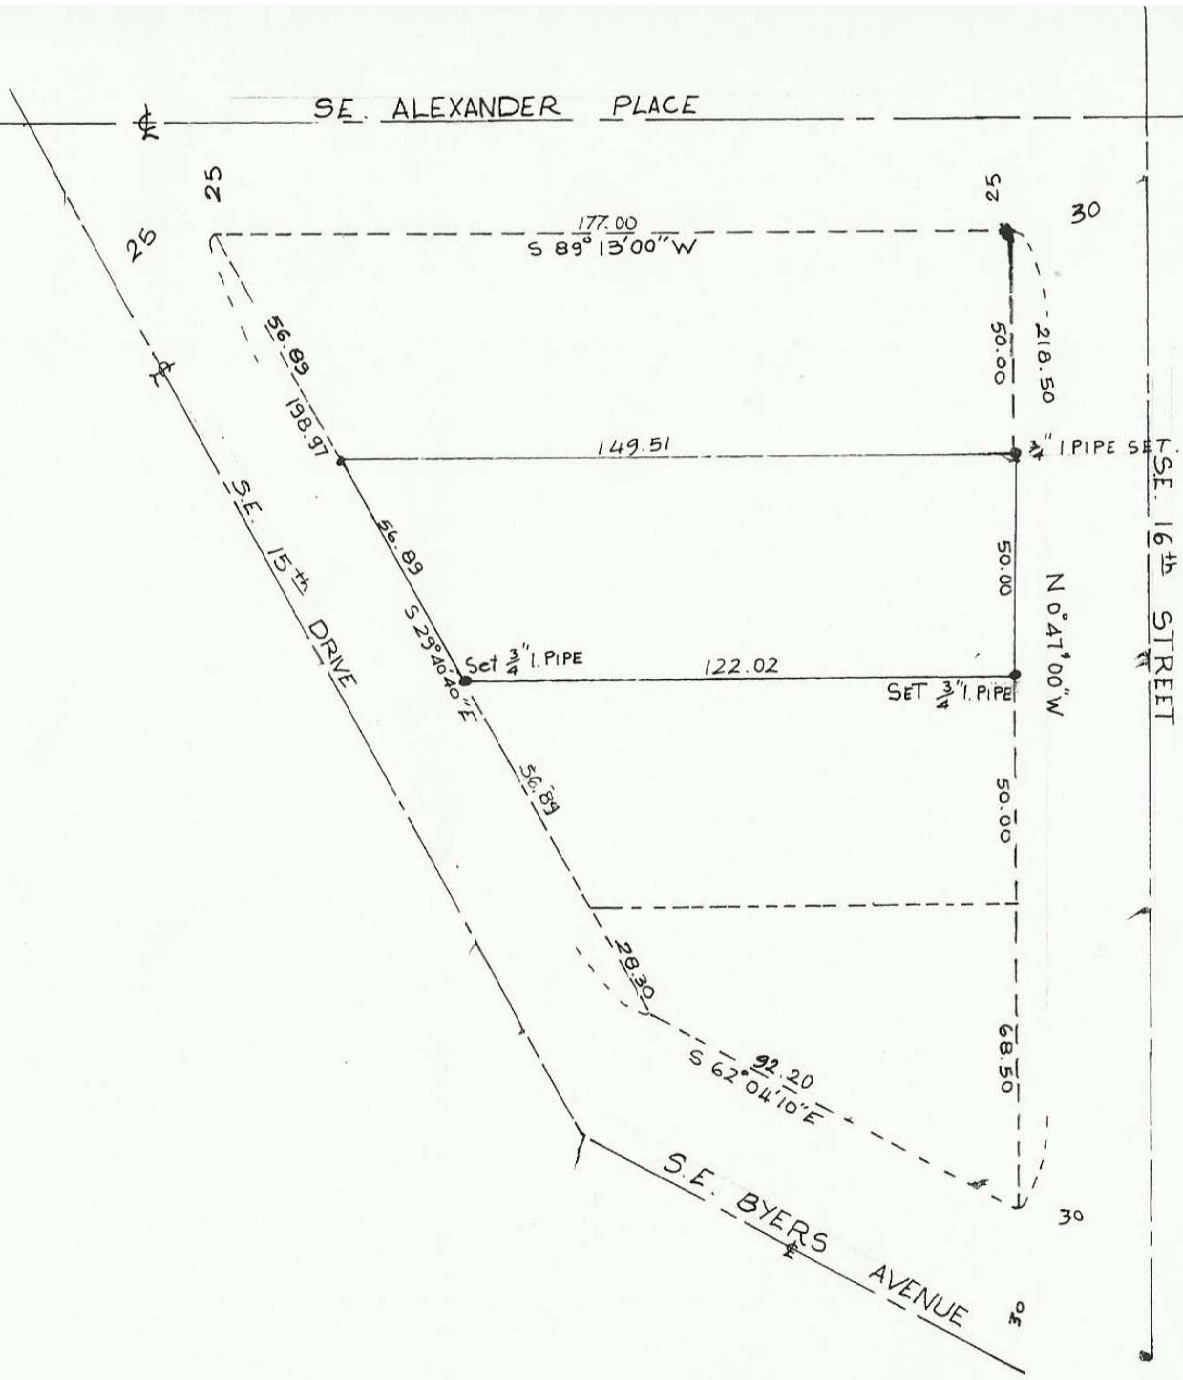 SE. ALEXANDER PLACE
℄
25
25
25
30
177.00
S 89° 13'00" W
56.89
198.97
50.00
218.50
149.51
3/4" I.PIPE SET.
S.E. 16th STREET
S.E. 15th DRIVE
56.89
S 29°40'40"E
50.00
N 0°47'00"W
Set 3/4" I. PIPE
122.02
SET 3/4" I. PIPE
56.89
50.00
28.30
68.50
92.20
S 62°04'10"E
S.E. BYERS AVENUE
℄
30
30